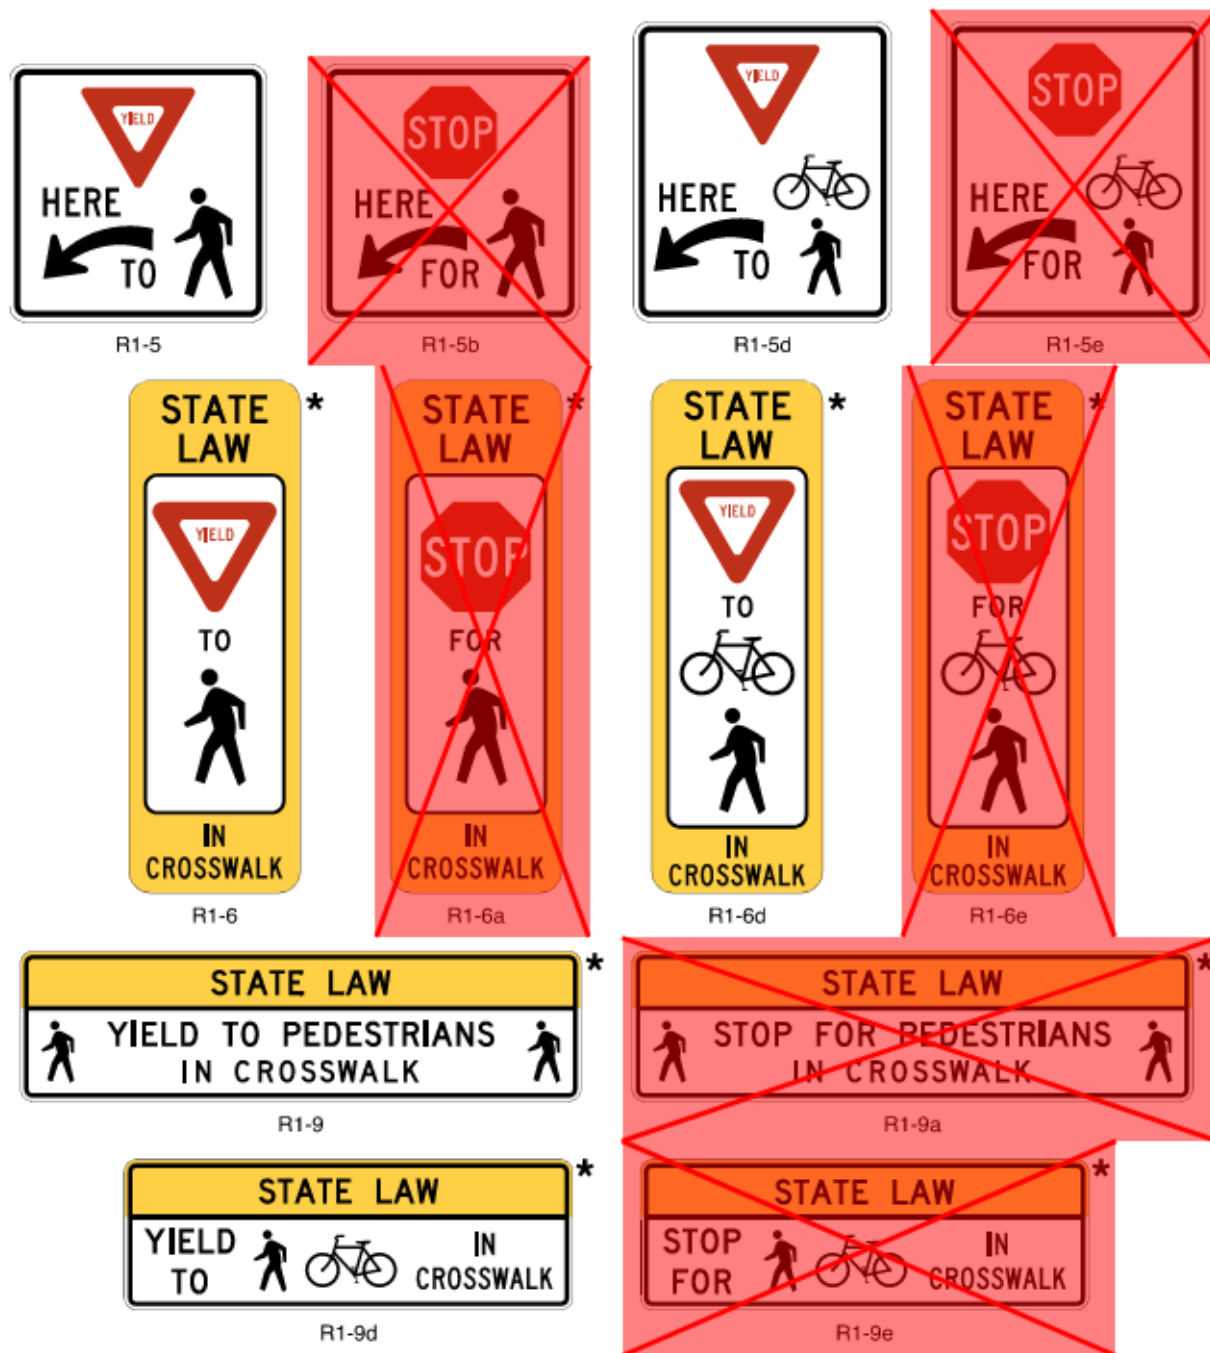 YIELD
HERE
TO
R1-5
STOP
HERE
FOR
R1-5b
YIELD
HERE
TO
R1-5d
STOP
HERE
FOR
R1-5e
STATE *
LAW
YIELD
TO
IN
CROSSWALK
R1-6
STATE *
LAW
STOP
FOR
IN
CROSSWALK
R1-6a
STATE *
LAW
YIELD
TO
IN
CROSSWALK
R1-6d
STATE *
LAW
STOP
FOR
IN
CROSSWALK
R1-6e
STATE LAW *
YIELD TO PEDESTRIANS
IN CROSSWALK
R1-9
STATE LAW *
STOP FOR PEDESTRIANS
IN CROSSWALK
R1-9a
STATE LAW *
YIELD IN
TO CROSSWALK
R1-9d
STATE LAW *
STOP IN
FOR CROSSWALK
R1-9e